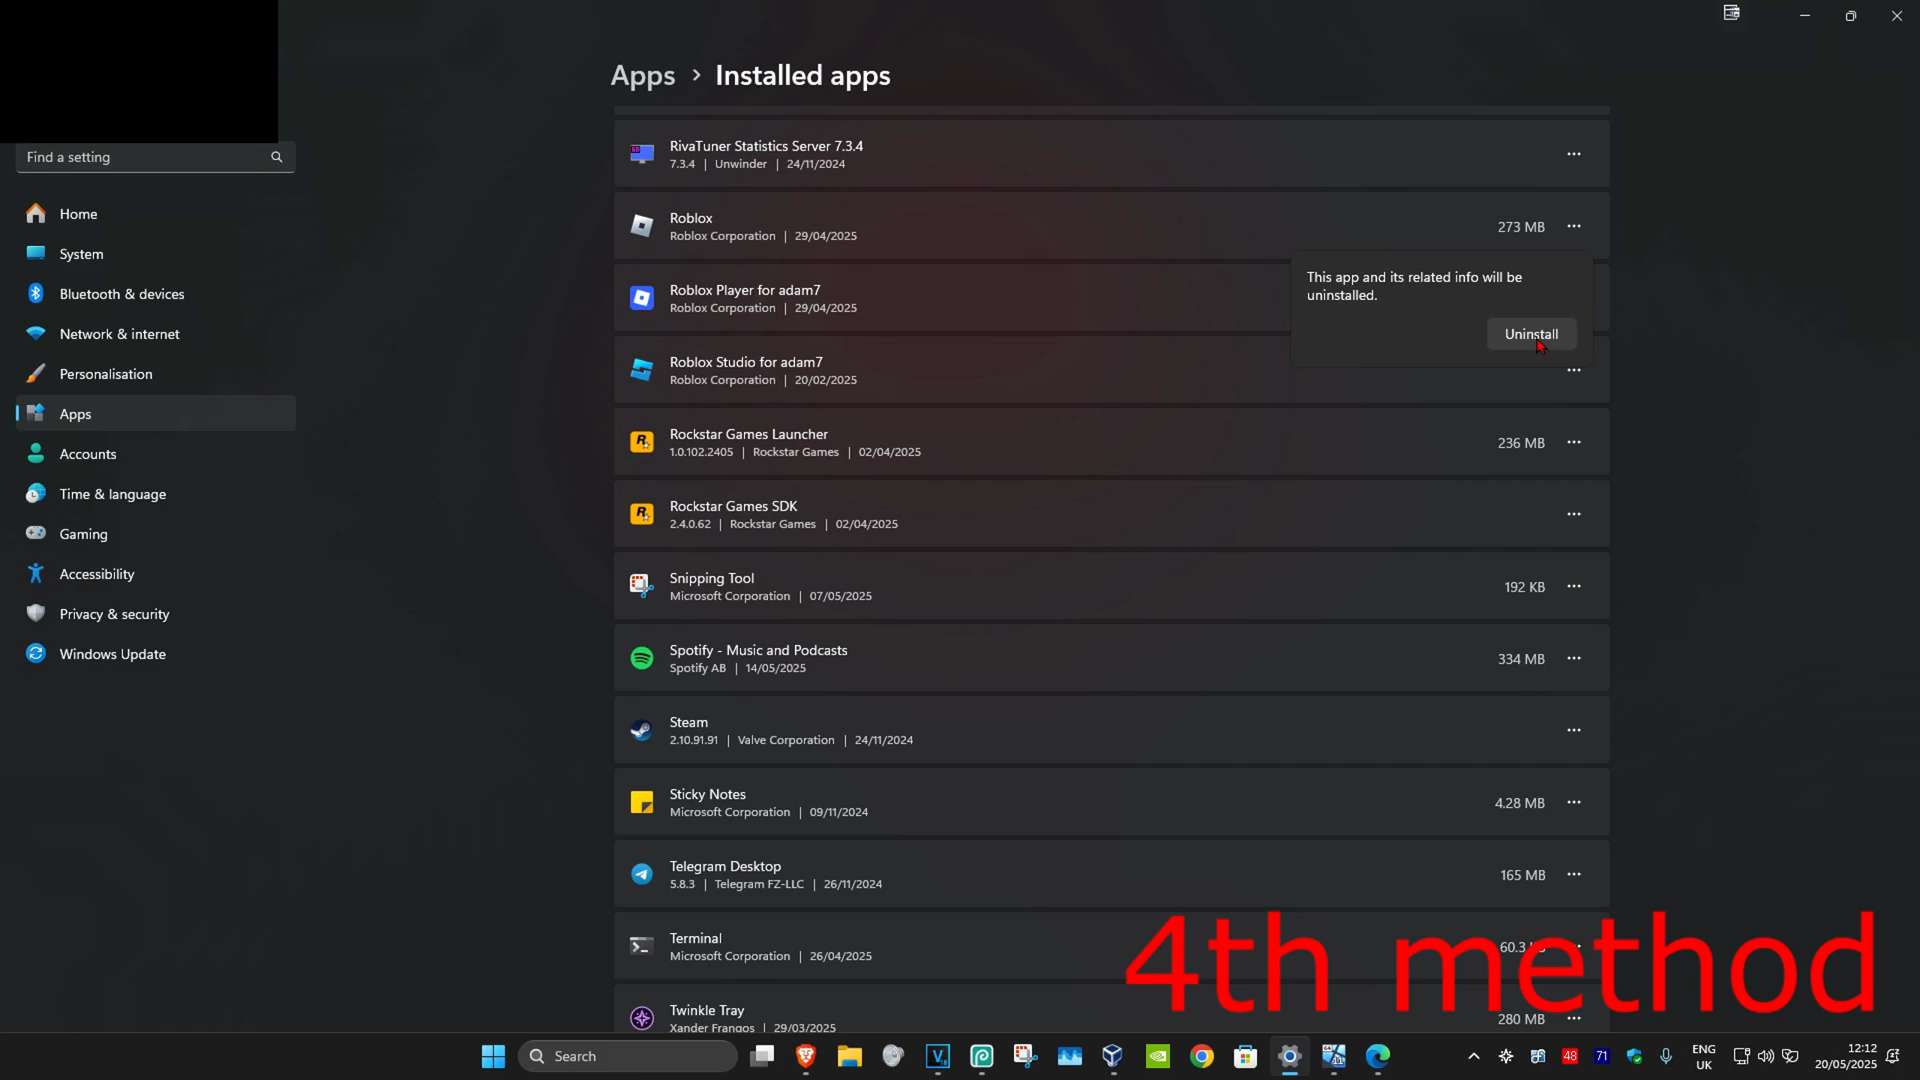 Apps > Installed apps
Find a setting
Home
System
Bluetooth & devices
Network & internet
Personalisation
Apps
Accounts
Time & language
Gaming
Accessibility
Privacy & security
Windows Update
RivaTuner Statistics Server 7.3.4
7.3.4 | Unwinder | 24/11/2024
Roblox
Roblox Corporation | 29/04/2025
273 MB
This app and its related info will be
uninstalled.
Uninstall
Roblox Player for adam7
Roblox Corporation | 29/04/2025
Roblox Studio for adam7
Roblox Corporation | 20/02/2025
Rockstar Games Launcher
1.0.102.2405 | Rockstar Games | 02/04/2025
236 MB
Rockstar Games SDK
2.4.0.62 | Rockstar Games | 02/04/2025
Snipping Tool
Microsoft Corporation | 07/05/2025
192 KB
Spotify - Music and Podcasts
Spotify AB | 14/05/2025
334 MB
Steam
2.10.91.91 | Valve Corporation | 24/11/2024
Sticky Notes
Microsoft Corporation | 09/11/2024
4.28 MB
Telegram Desktop
5.8.3 | Telegram FZ-LLC | 26/11/2024
165 MB
Terminal
Microsoft Corporation | 26/04/2025
60.3
4th method
Twinkle Tray
Xander Frangos | 29/03/2025
280 MB
Search
48
71
ENG
UK
12:12
20/05/2025